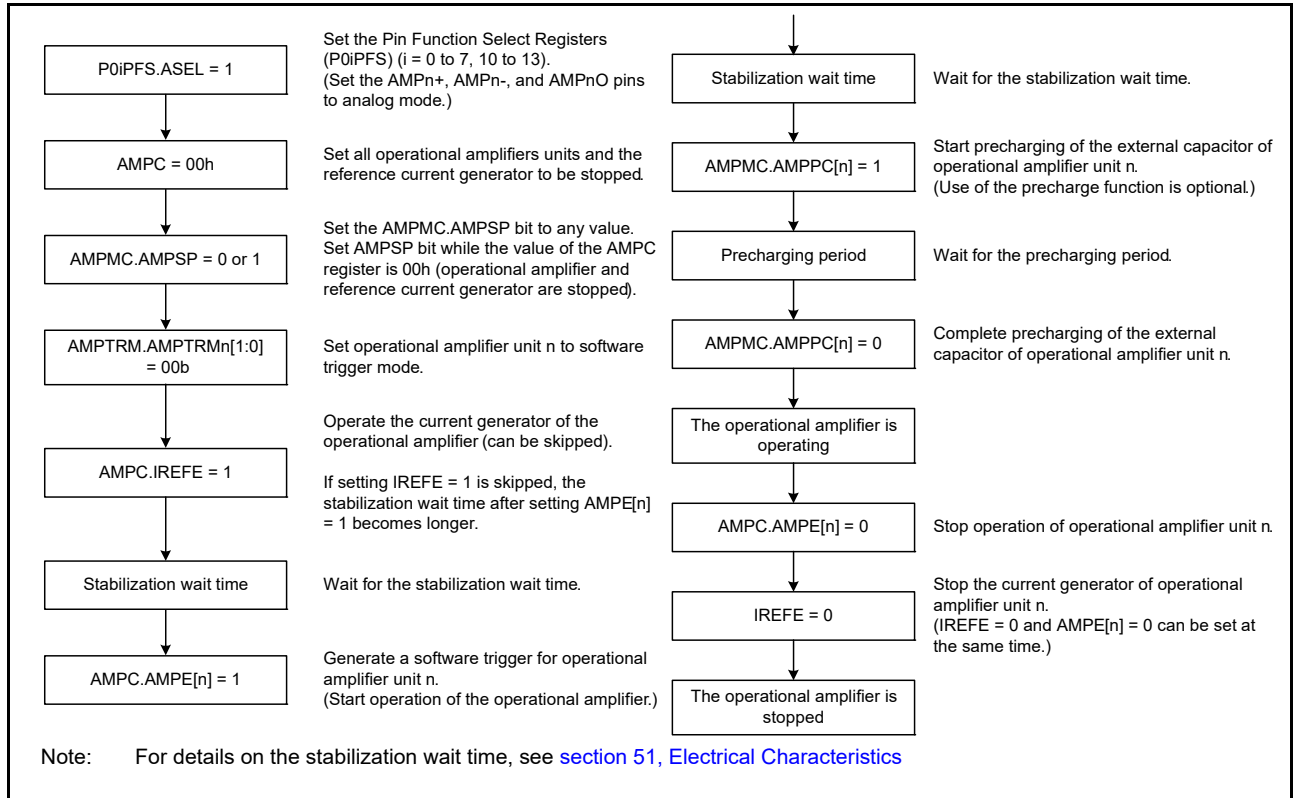 P0iPFS.ASEL = 1
Set the Pin Function Select Registers
(P0iPFS) (i = 0 to 7, 10 to 13).
(Set the AMPn+, AMPn-, and AMPnO pins
to analog mode.)
AMPC = 00h
Set all operational amplifiers units and the
reference current generator to be stopped.
AMPMC.AMPSP = 0 or 1
Set the AMPMC.AMPSP bit to any value.
Set AMPSP bit while the value of the AMPC
register is 00h (operational amplifier and
reference current generator are stopped).
AMPTRM.AMPTRMn[1:0]
= 00b
Set operational amplifier unit n to software
trigger mode.
AMPC.IREFE = 1
Operate the current generator of the
operational amplifier (can be skipped).
If setting IREFE = 1 is skipped, the
stabilization wait time after setting AMPE[n]
= 1 becomes longer.
Stabilization wait time
Wait for the stabilization wait time.
AMPC.AMPE[n] = 1
Generate a software trigger for operational
amplifier unit n.
(Start operation of the operational amplifier.)
Stabilization wait time
Wait for the stabilization wait time.
AMPMC.AMPPC[n] = 1
Start precharging of the external capacitor of
operational amplifier unit n.
(Use of the precharge function is optional.)
Precharging period
Wait for the precharging period.
AMPMC.AMPPC[n] = 0
Complete precharging of the external
capacitor of operational amplifier unit n.
The operational amplifier is
operating
AMPC.AMPE[n] = 0
Stop operation of operational amplifier unit n.
IREFE = 0
Stop the current generator of operational
amplifier unit n.
(IREFE = 0 and AMPE[n] = 0 can be set at
the same time.)
The operational amplifier is
stopped
Note: For details on the stabilization wait time, see section 51, Electrical Characteristics